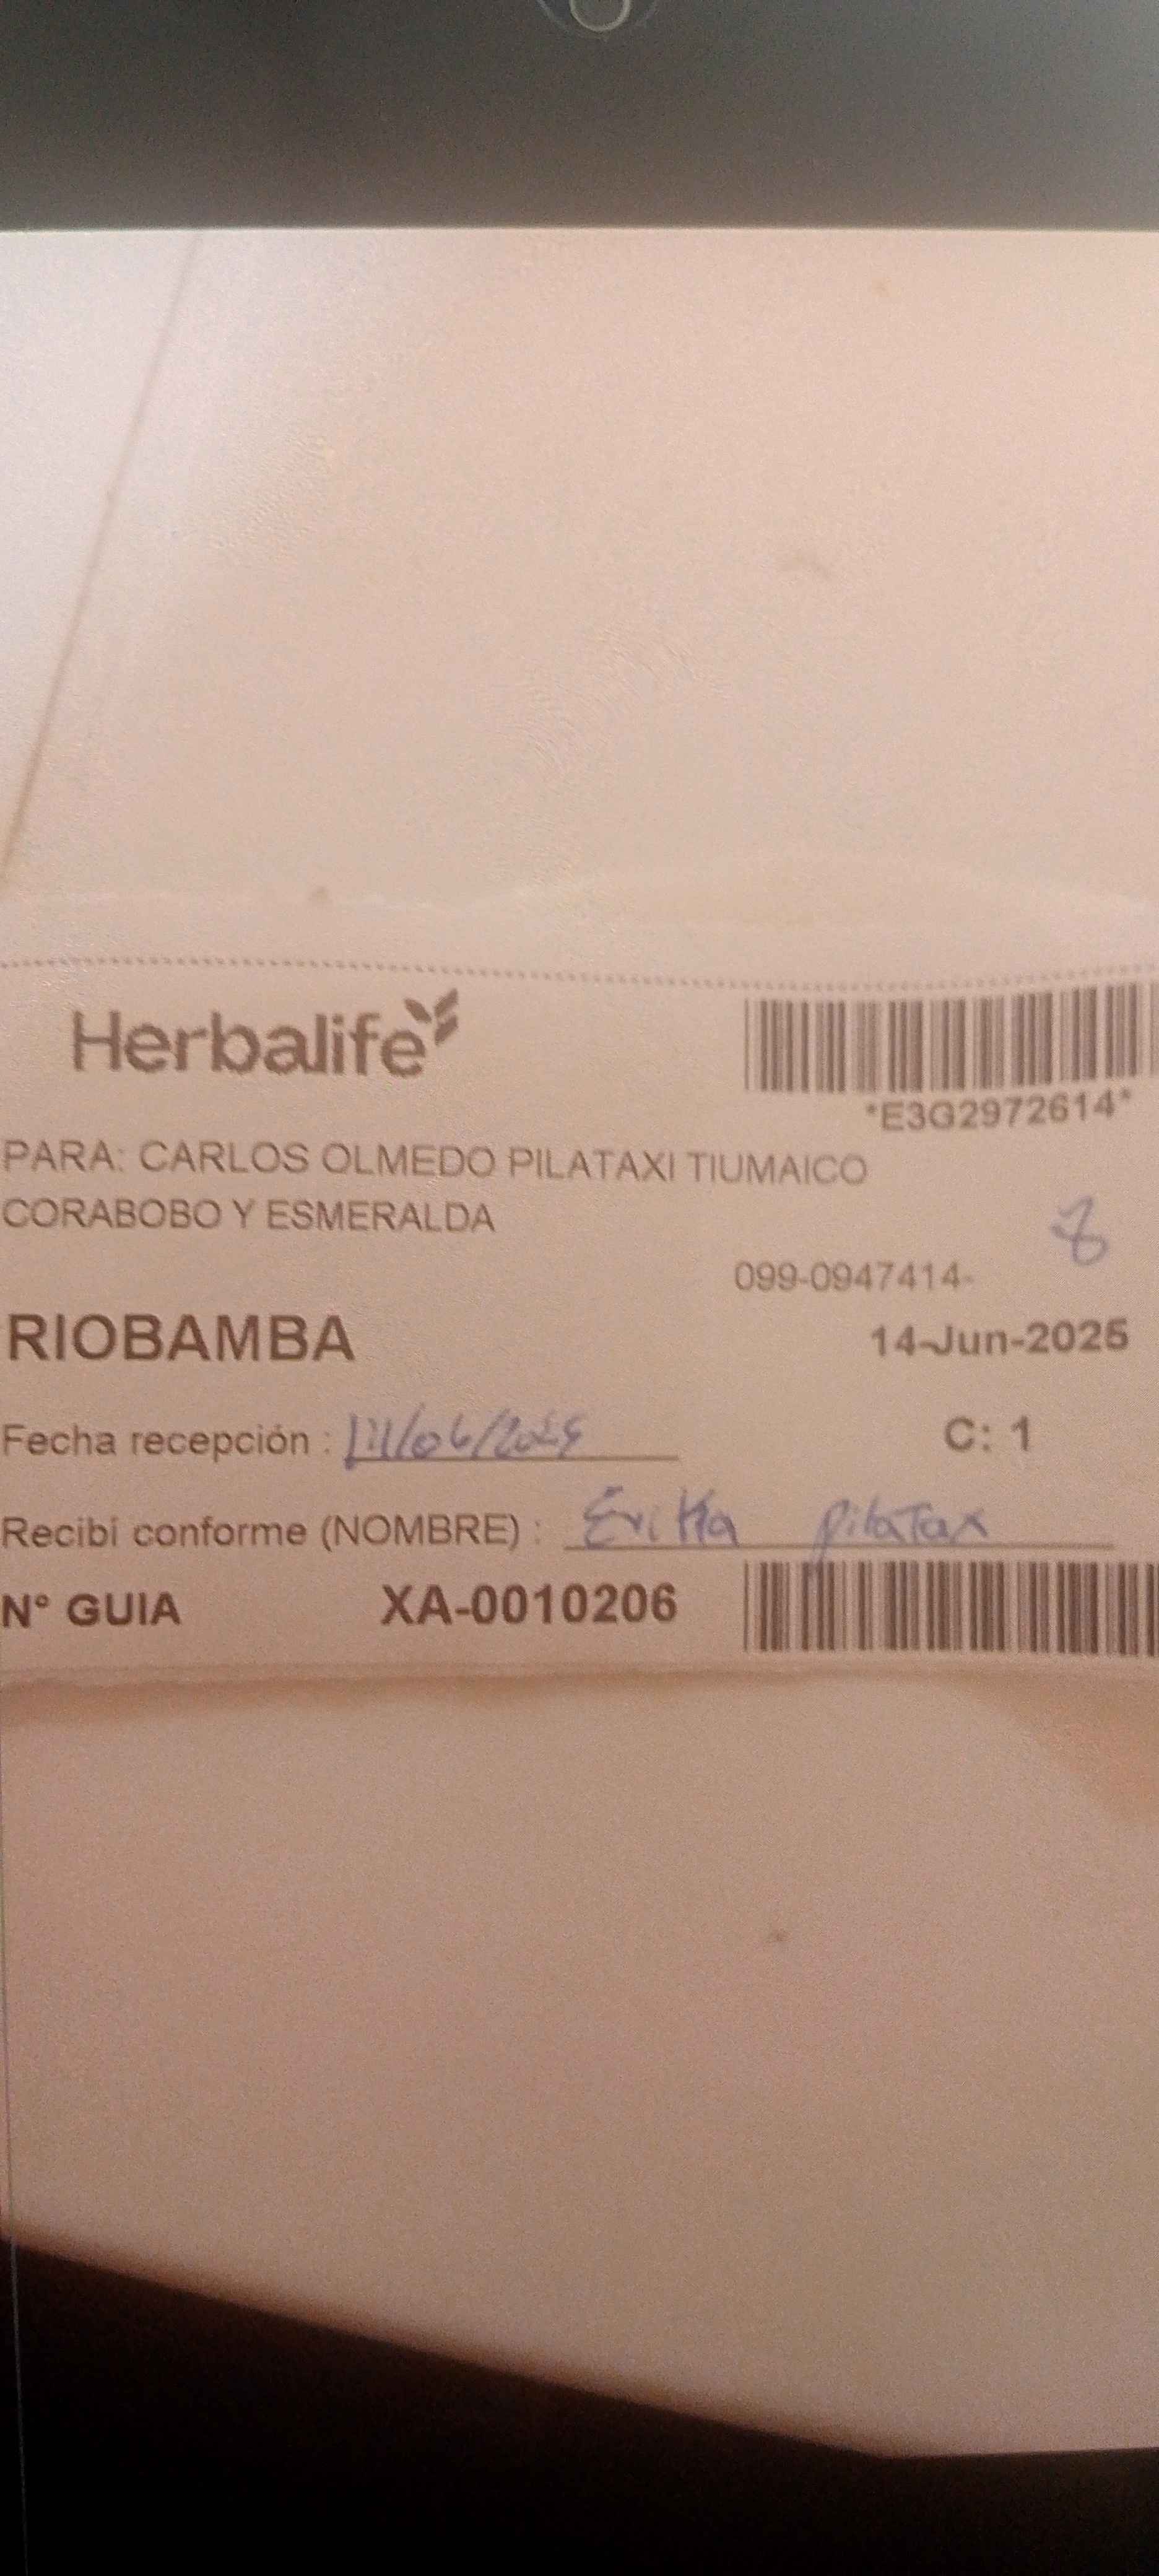 Herbalife
*E3G2972614*
PARA: CARLOS OLMEDO PILATAXI TIUMAICO
CORABOBO Y ESMERALDA
8
099-0947414-
RIOBAMBA
14-Jun-2025
Fecha recepción :
C: 1
Recibí conforme (NOMBRE) : Erika pilatax
N° GUIA XA-0010206